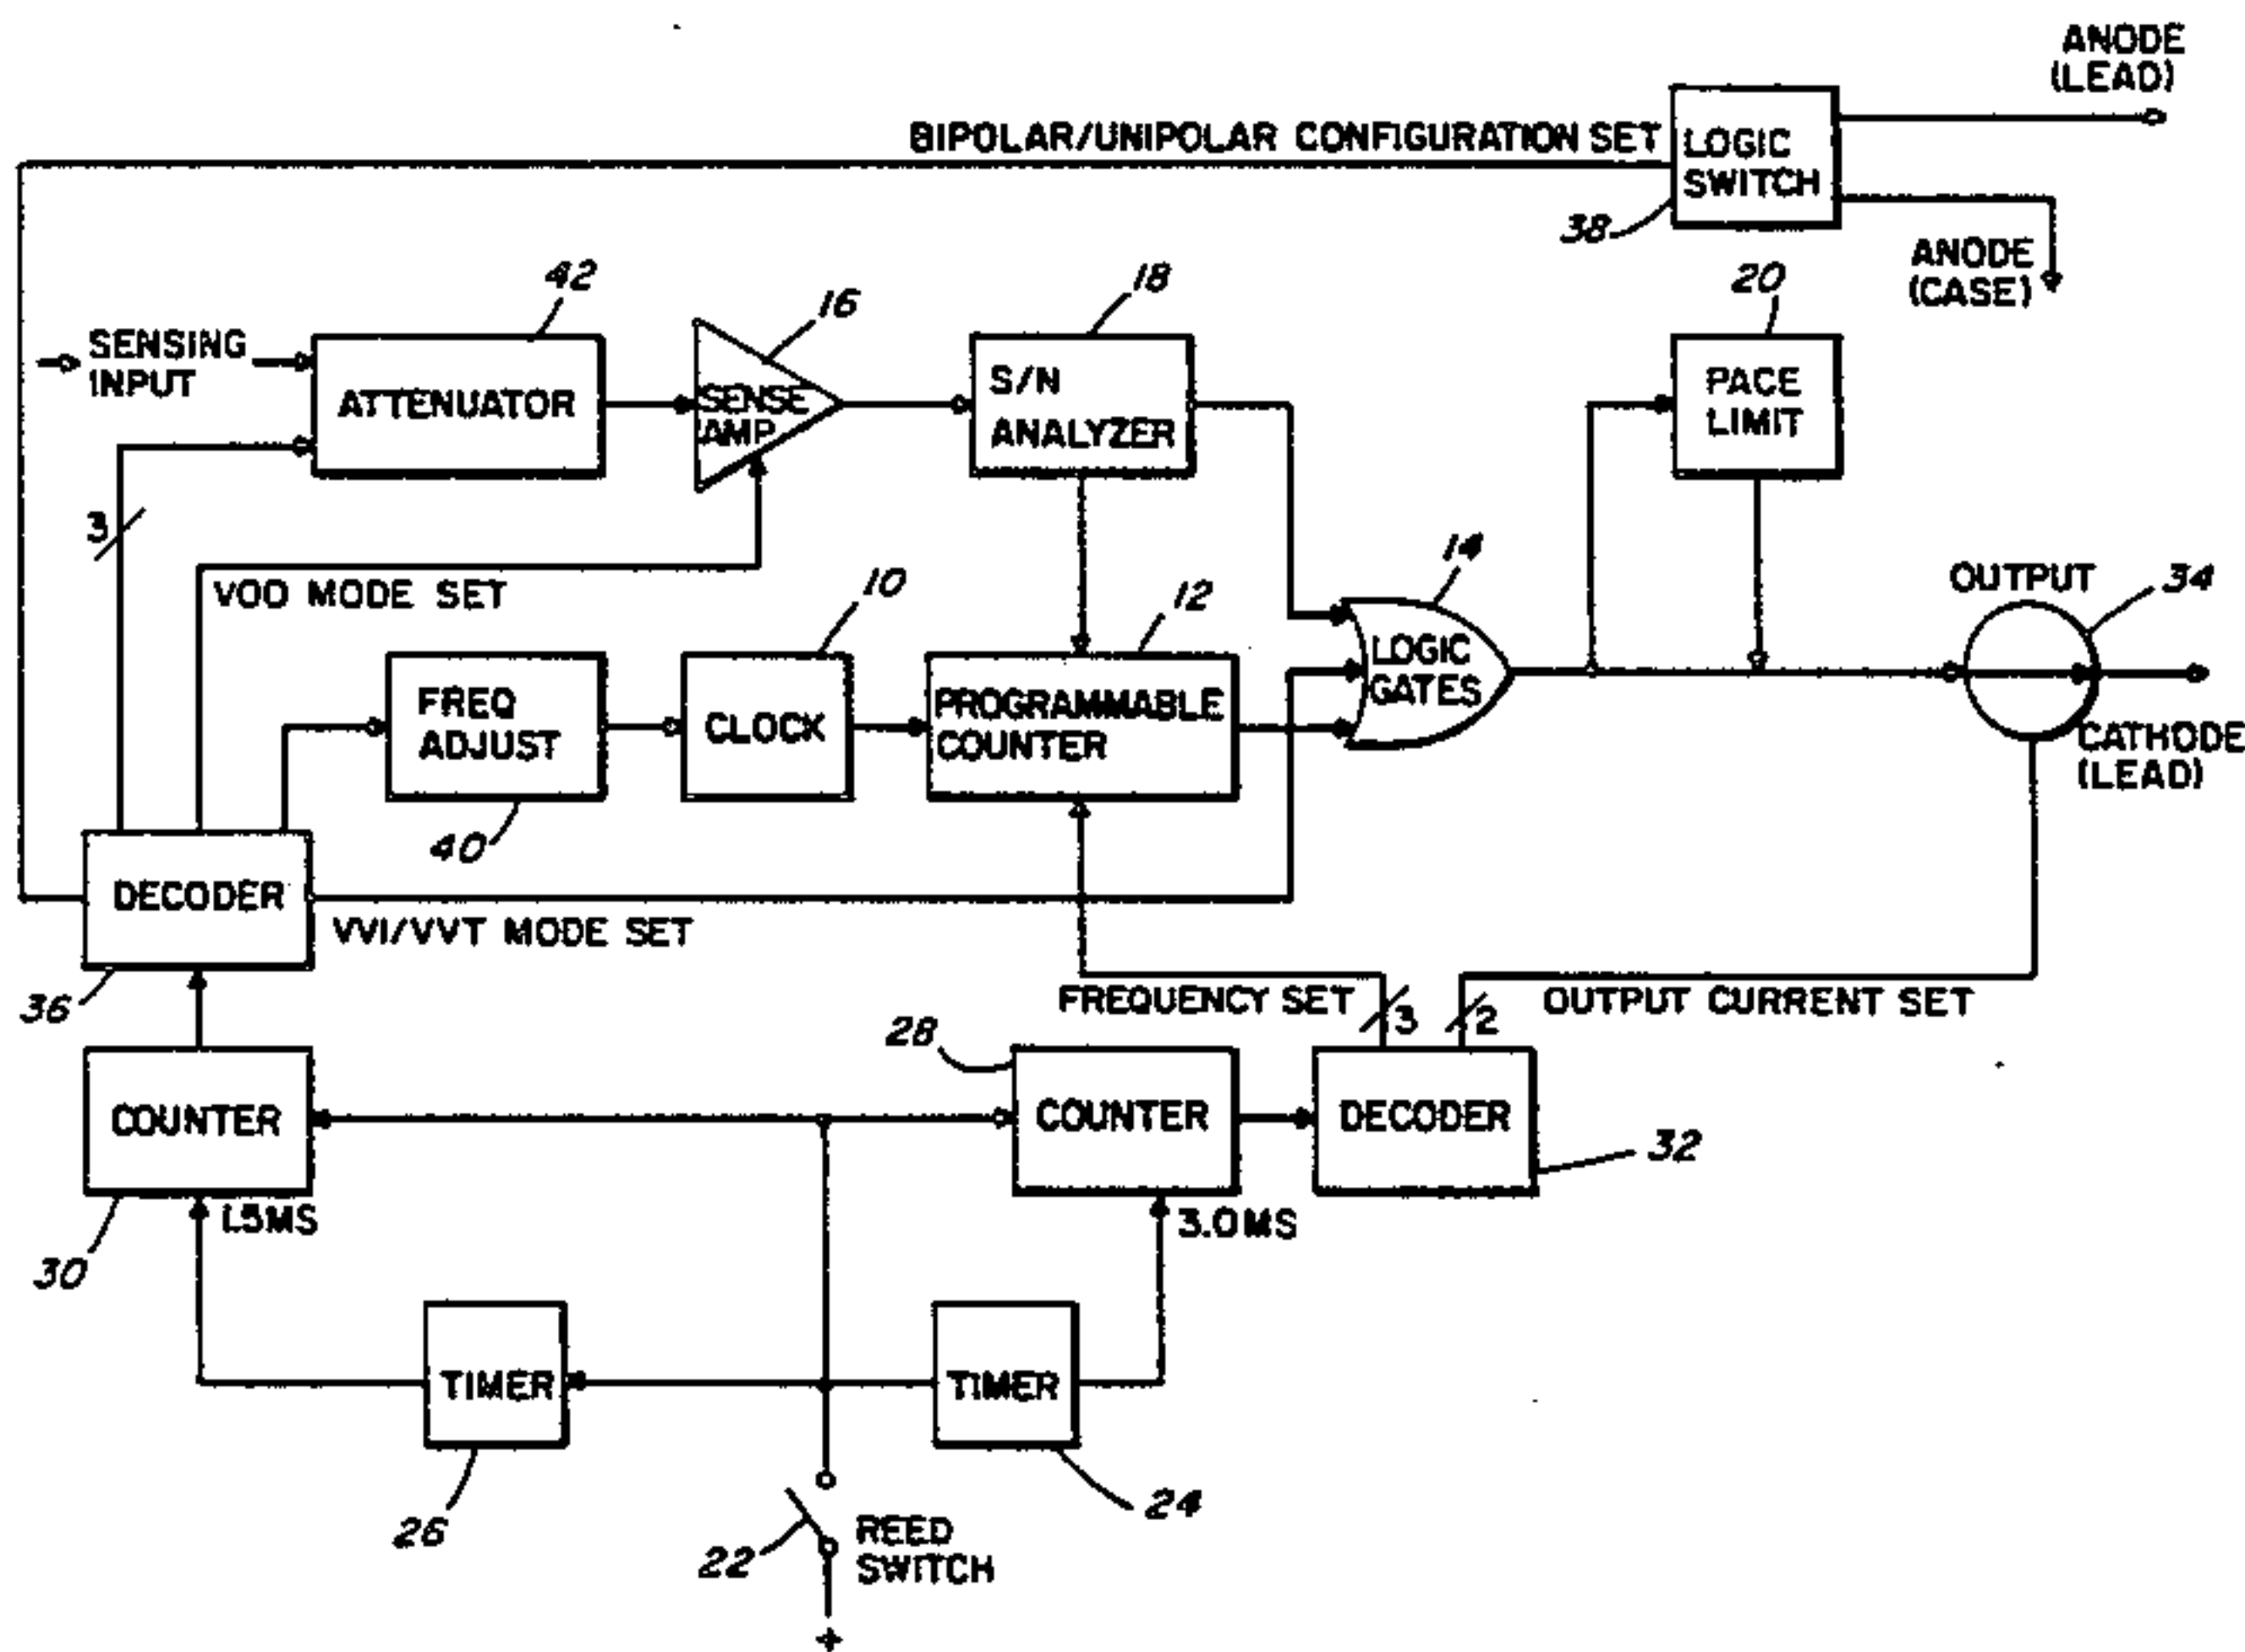 ANODE
(LEAD)
BIPOLAR/UNIPOLAR CONFIGURATION SET
LOGIC
SWITCH
38
ANODE
(CASE)
42
16
18
20
SENSING
INPUT
ATTENUATOR
SENSE
AMP
S/N
ANALYZER
PACE
LIMIT
3
VOO MODE SET
10
12
14
OUTPUT
34
FREQ
ADJUST
CLOCK
PROGRAMMABLE
COUNTER
LOGIC
GATES
CATHODE
(LEAD)
40
DECODER
VVI/VVT MODE SET
36
FREQUENCY SET
3
2
OUTPUT CURRENT SET
28
COUNTER
COUNTER
DECODER
32
30
1.5MS
3.0MS
TIMER
TIMER
26
24
22
REED
SWITCH
+